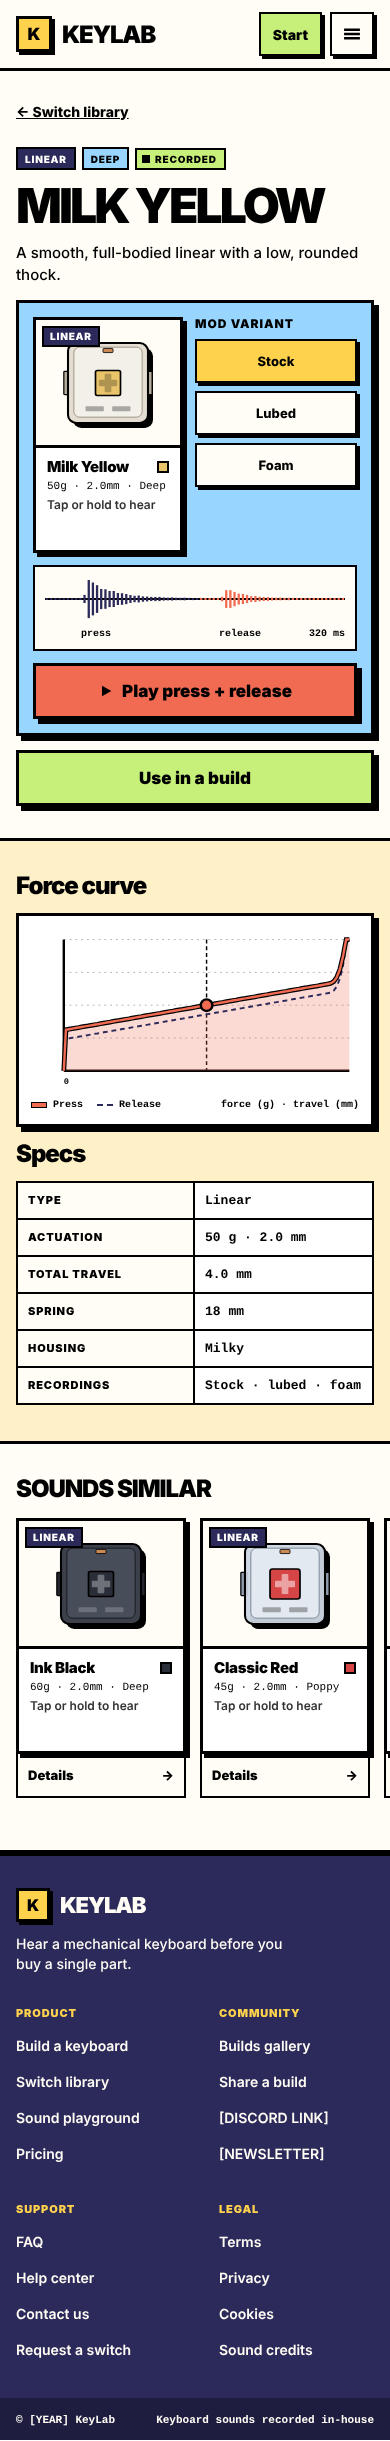 K KEYLAB Start
← Switch library
LINEAR DEEP RECORDED
MILK YELLOW
A smooth, full-bodied linear with a low, rounded
thock.
LINEAR
Milk Yellow
50g · 2.0mm · Deep
Tap or hold to hear
MOD VARIANT
Stock
Lubed
Foam
press release 320 ms
Play press + release
Use in a build
Force curve
0
Press Release force (g) · travel (mm)
Specs
TYPE Linear
ACTUATION 50 g · 2.0 mm
TOTAL TRAVEL 4.0 mm
SPRING 18 mm
HOUSING Milky
RECORDINGS Stock · lubed · foam
SOUNDS SIMILAR
LINEAR
Ink Black
60g · 2.0mm · Deep
Tap or hold to hear
Details →
LINEAR
Classic Red
45g · 2.0mm · Poppy
Tap or hold to hear
Details →
K KEYLAB
Hear a mechanical keyboard before you
buy a single part.
PRODUCT
Build a keyboard
Switch library
Sound playground
Pricing
COMMUNITY
Builds gallery
Share a build
[DISCORD LINK]
[NEWSLETTER]
SUPPORT
FAQ
Help center
Contact us
Request a switch
LEGAL
Terms
Privacy
Cookies
Sound credits
© [YEAR] KeyLab Keyboard sounds recorded in-house